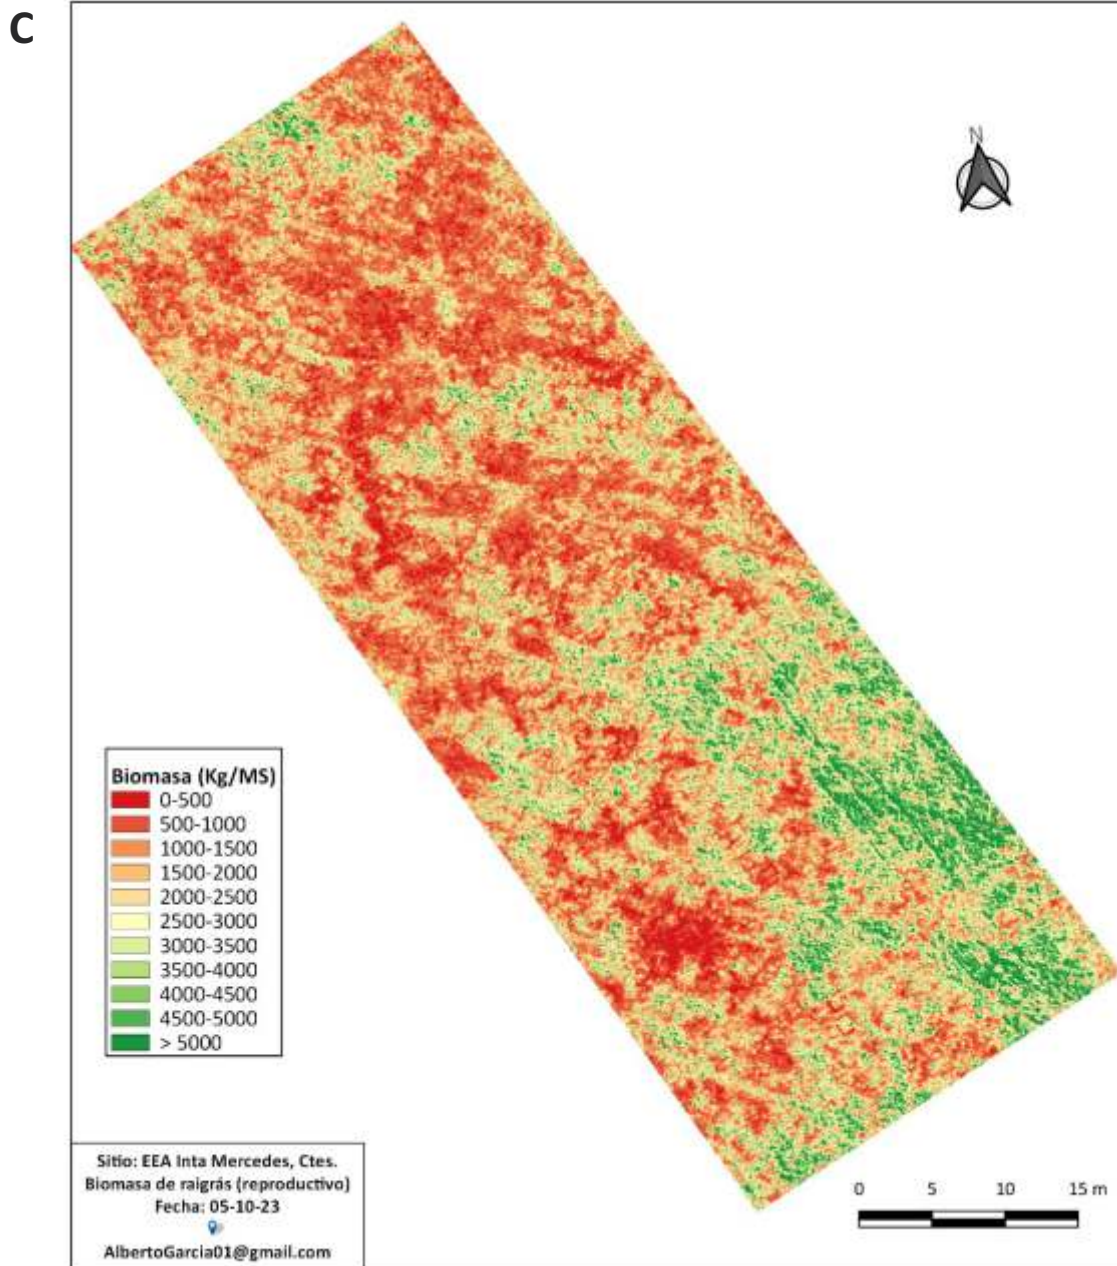 C
N
Biomasa (Kg/MS)
0-500
500-1000
1000-1500
1500-2000
2000-2500
2500-3000
3000-3500
3500-4000
4000-4500
4500-5000
> 5000
Sitio: EEA Inta Mercedes, Ctes.
Biomasa de raigrás (reproductivo)
Fecha: 05-10-23
AlbertoGarcia01@gmail.com
0 5 10 15 m